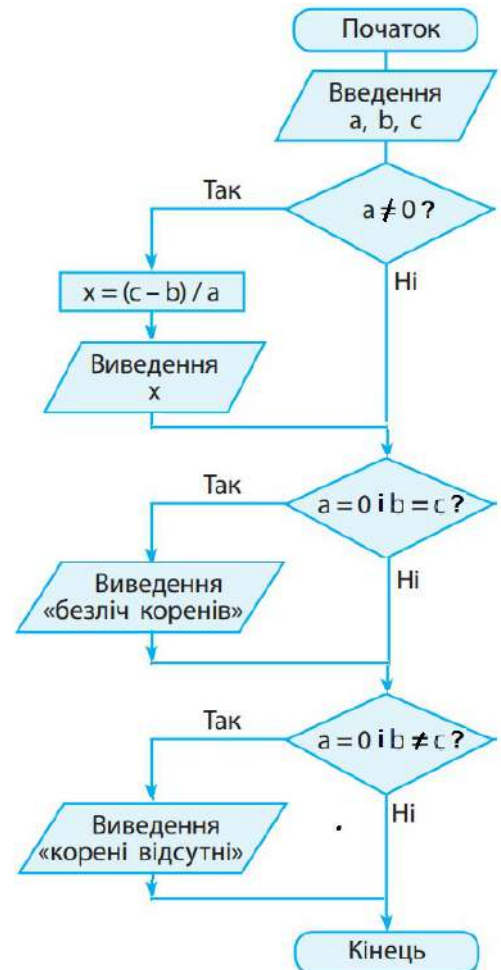 Початок
Введення
a, b, c
Так
a ≠ 0 ?
Ні
x = (c – b) / a
Виведення
x
Так
a = 0 і b = c ?
Ні
Виведення
«безліч коренів»
Так
a = 0 і b ≠ c ?
Ні
Виведення
«корені відсутні»
Кінець